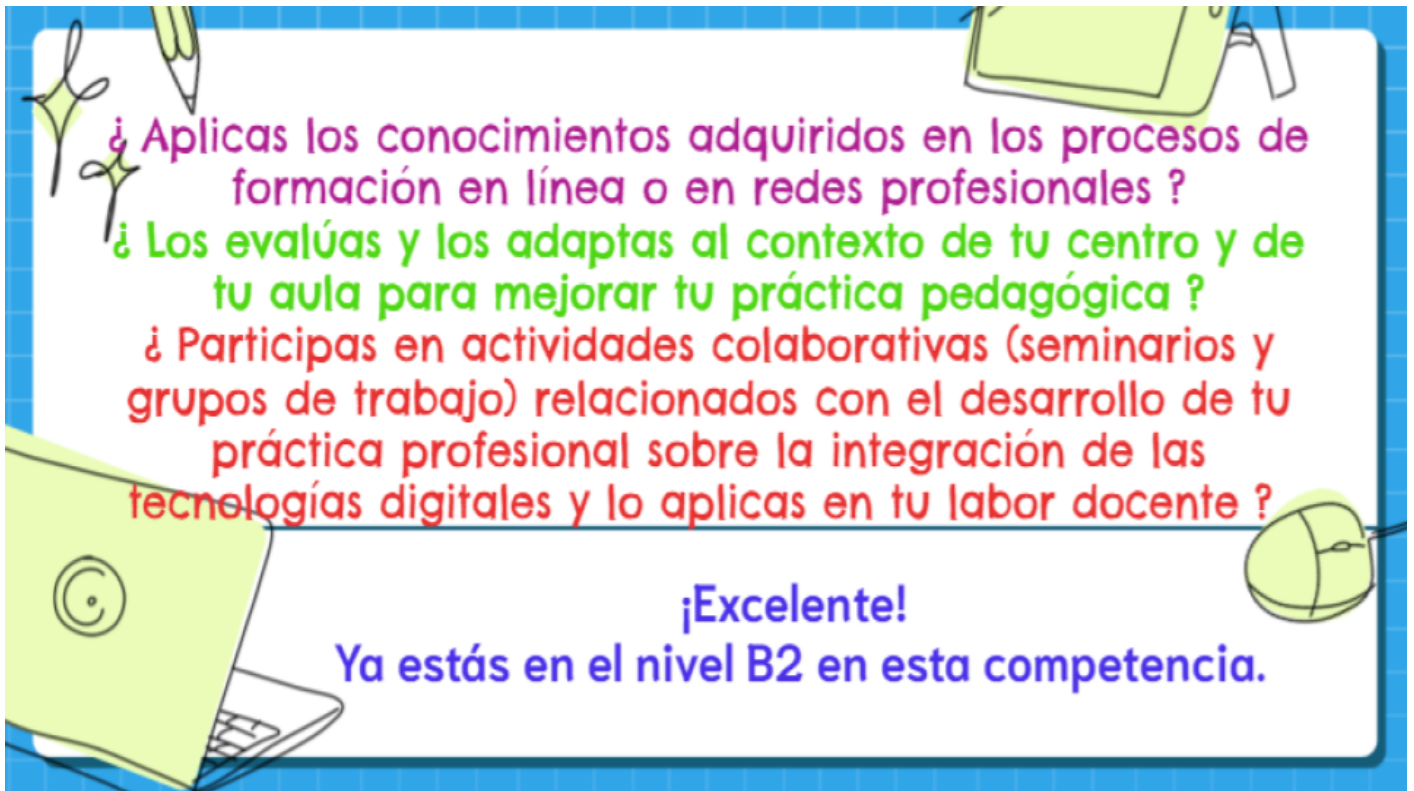 ¿ Aplicas los conocimientos adquiridos en los procesos de
formación en línea o en redes profesionales ?
¿ Los evalúas y los adaptas al contexto de tu centro y de
tu aula para mejorar tu práctica pedagógica ?
¿ Participas en actividades colaborativas (seminarios y
grupos de trabajo) relacionados con el desarrollo de tu
práctica profesional sobre la integración de las
tecnologías digitales y lo aplicas en tu labor docente ?
¡Excelente!
Ya estás en el nivel B2 en esta competencia.